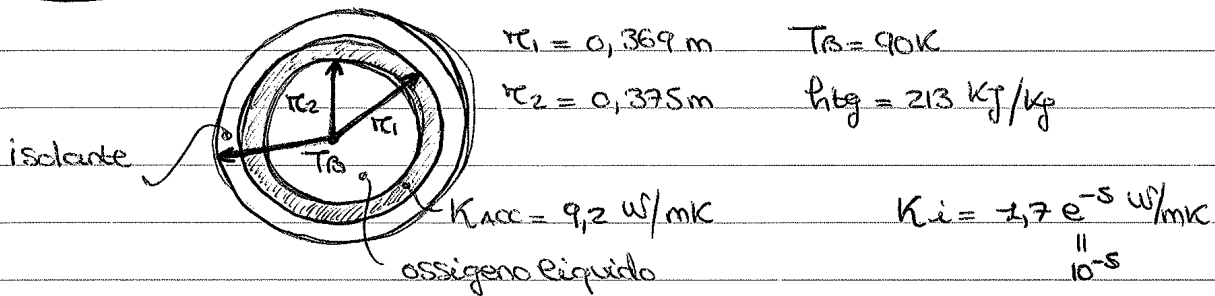 r1 = 0,369 m TB = 90K
r2 = 0,375m hfg = 213 KJ/Kg
r2 r1
isolante
TB
KACC = 9,2 W/mK Ki = 1,7 e^-5 W/mK
ossigeno liquido
=
10^-5